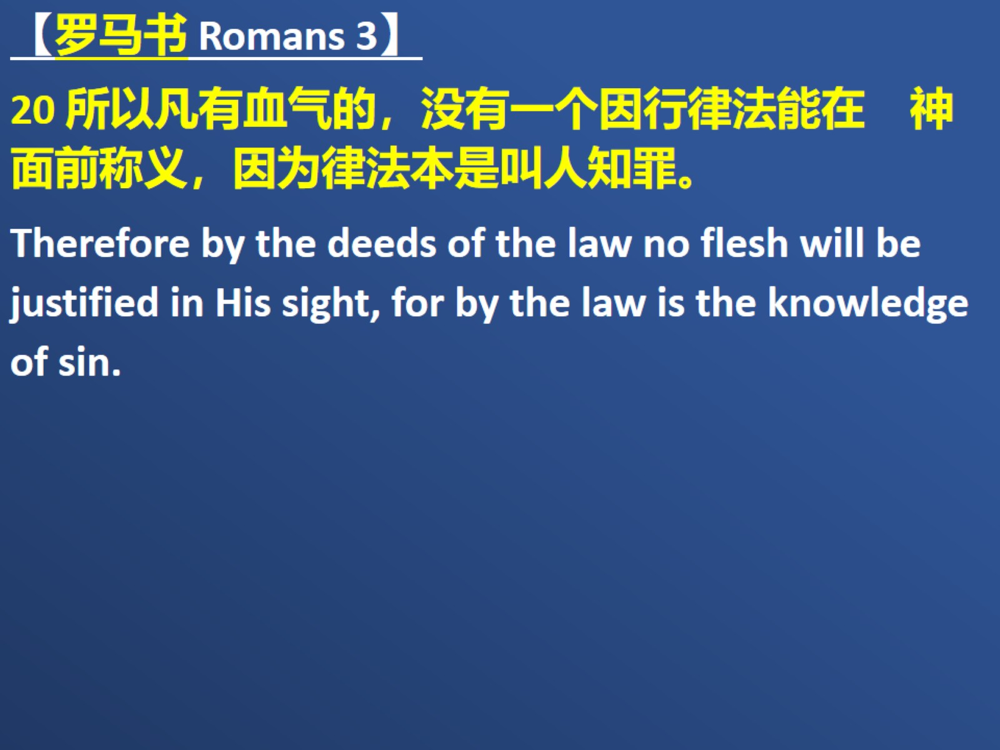 【罗马书 Romans 3】
20 所以凡有血气的，没有一个因行律法能在　神
面前称义，因为律法本是叫人知罪。
Therefore by the deeds of the law no flesh will be
justified in His sight, for by the law is the knowledge
of sin.